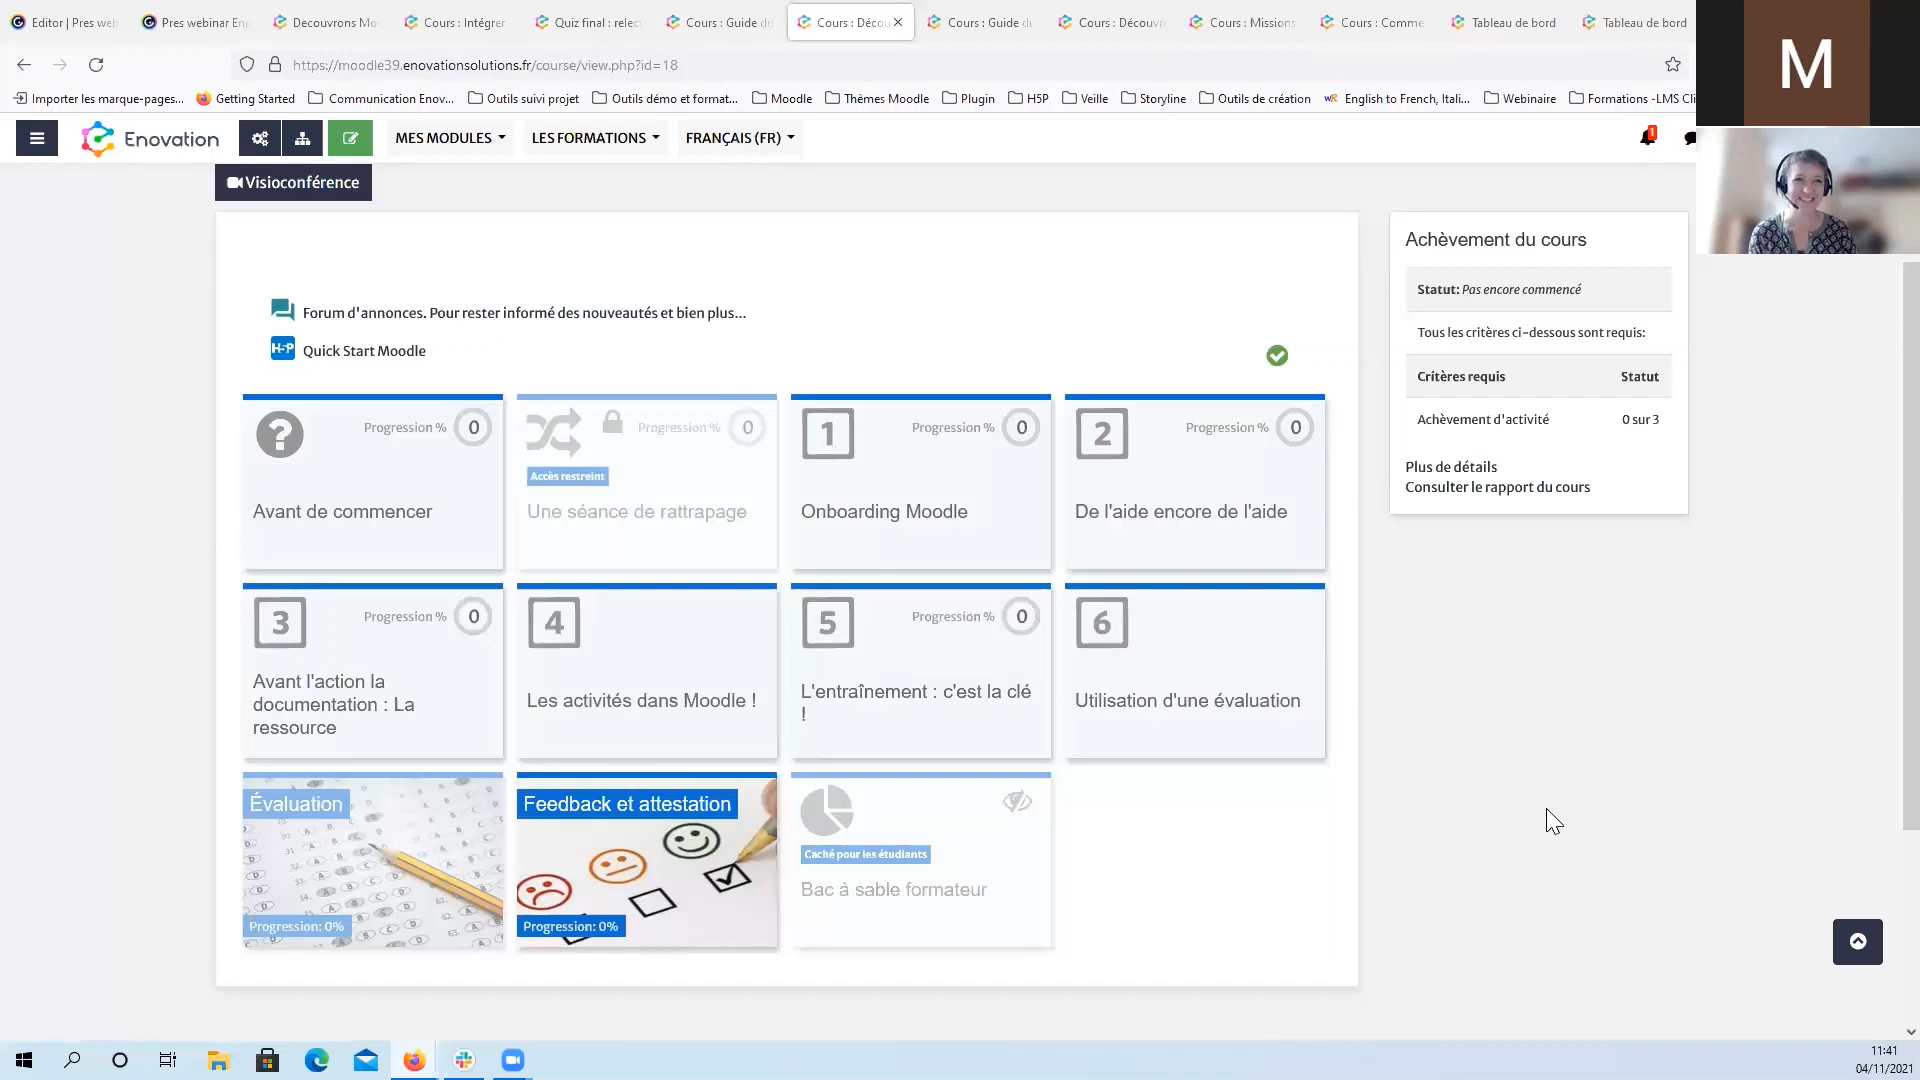 Editor | Pres web
Pres webinar En
Decouvrons Mo
Cours : Intégrer
Quiz final : relec
Cours : Guide du
Cours : Découv
Cours : Guide du
Cours : Découvr
Cours : Missions
Cours : Comme
Tableau de bord
Tableau de bord
M
https://moodle39.enovationsolutions.fr/course/view.php?id=18
Importer les marque-pages...
Getting Started
Communication Enov...
Outils suivi projet
Outils démo et format...
Moodle
Thèmes Moodle
Plugin
H5P
Veille
Storyline
Outils de création
English to French, Itali...
Webinaire
Formations -LMS Cli
Enovation
MES MODULES
LES FORMATIONS
FRANÇAIS (FR)
1
Visioconférence
Forum d'annonces. Pour rester informé des nouveautés et bien plus...
H5P
Quick Start Moodle
Progression % 0
Avant de commencer
Progression % 0
Accès restreint
Une séance de rattrapage
1
Progression % 0
Onboarding Moodle
2
Progression % 0
De l'aide encore de l'aide
3
Progression % 0
Avant l'action la
documentation : La
ressource
4
Les activités dans Moodle !
5
Progression % 0
L'entraînement : c'est la clé
!
6
Utilisation d'une évaluation
Évaluation
Progression: 0%
Feedback et attestation
Progression: 0%
Caché pour les étudiants
Bac à sable formateur
Achèvement du cours
Statut: Pas encore commencé
Tous les critères ci-dessous sont requis:
Critères requis Statut
Achèvement d'activité 0 sur 3
Plus de détails
Consulter le rapport du cours
11:41
04/11/2021